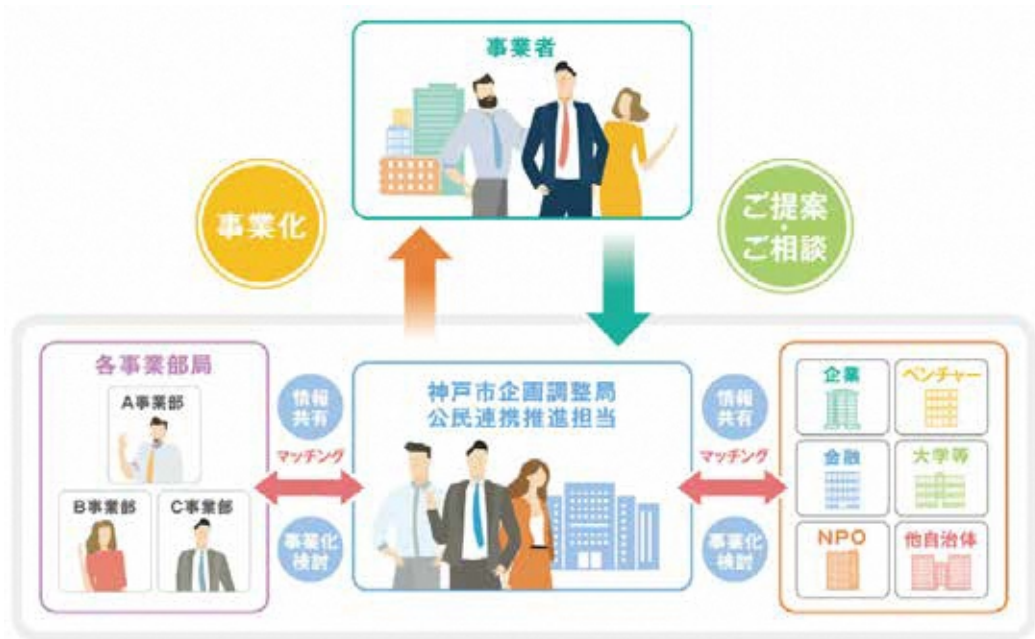 事業者
事業化
ご提案
・
ご相談
各事業部局
A事業部
B事業部
C事業部
情報
共有
マッチング
事業化
検討
神戸市企画調整局
公民連携推進担当
情報
共有
マッチング
事業化
検討
企業
ベンチャー
金融
大学等
NPO
他自治体